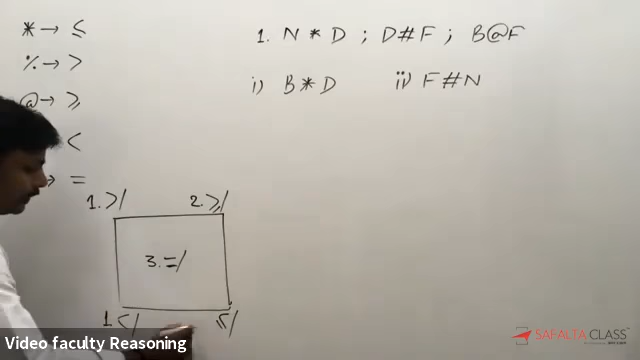 *→ ≤
%→ >
@→ ≥
<
→ =
1. N * D ; D#F ; B@F
i) B * D ii) F#N
1. >/ 2. ≥/
3. =/
1 </ ≤/
SAFALTA CLASS
Video faculty Reasoning